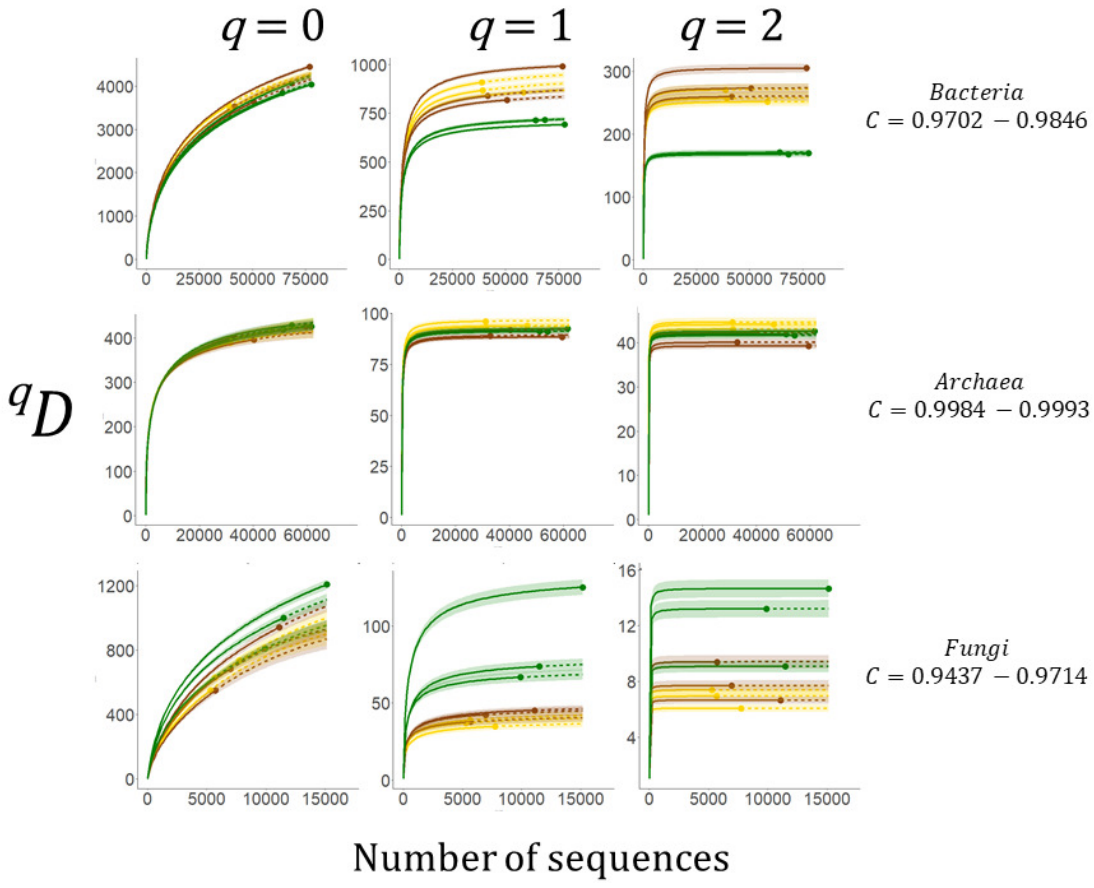 q = 0 q = 1 q = 2
4000
3000
2000
1000
0
0 25000 50000 75000
1000
750
500
250
0
0 25000 50000 75000
300
200
100
0
0 25000 50000 75000
Bacteria
C = 0.9702 − 0.9846
qD
400
300
200
100
0
0 20000 40000 60000
100
75
50
25
0
0 20000 40000 60000
40
30
20
10
0
0 20000 40000 60000
Archaea
C = 0.9984 − 0.9993
1200
800
400
0
0 5000 10000 15000
100
50
0
0 5000 10000 15000
16
12
8
4
0 5000 10000 15000
Fungi
C = 0.9437 − 0.9714
Number of sequences